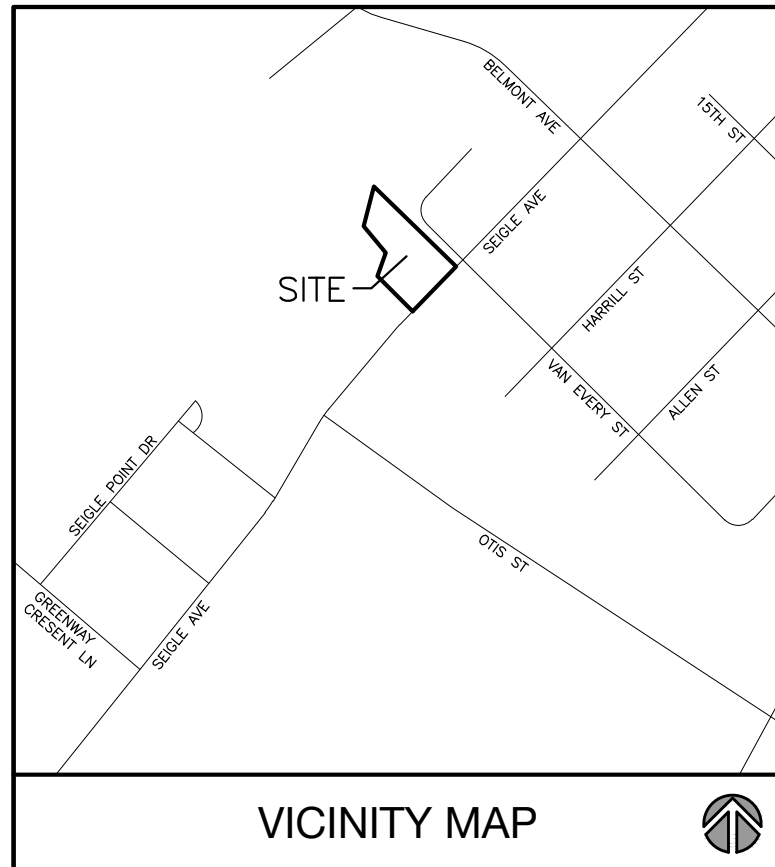 BELMONT AVE
15TH ST
SEIGLE AVE
SITE
HARRILL ST
VAN EVERY ST
ALLEN ST
SEIGLE POINT DR
OTIS ST
GREENWAY
CRESENT LN
SEIGLE AVE
VICINITY MAP